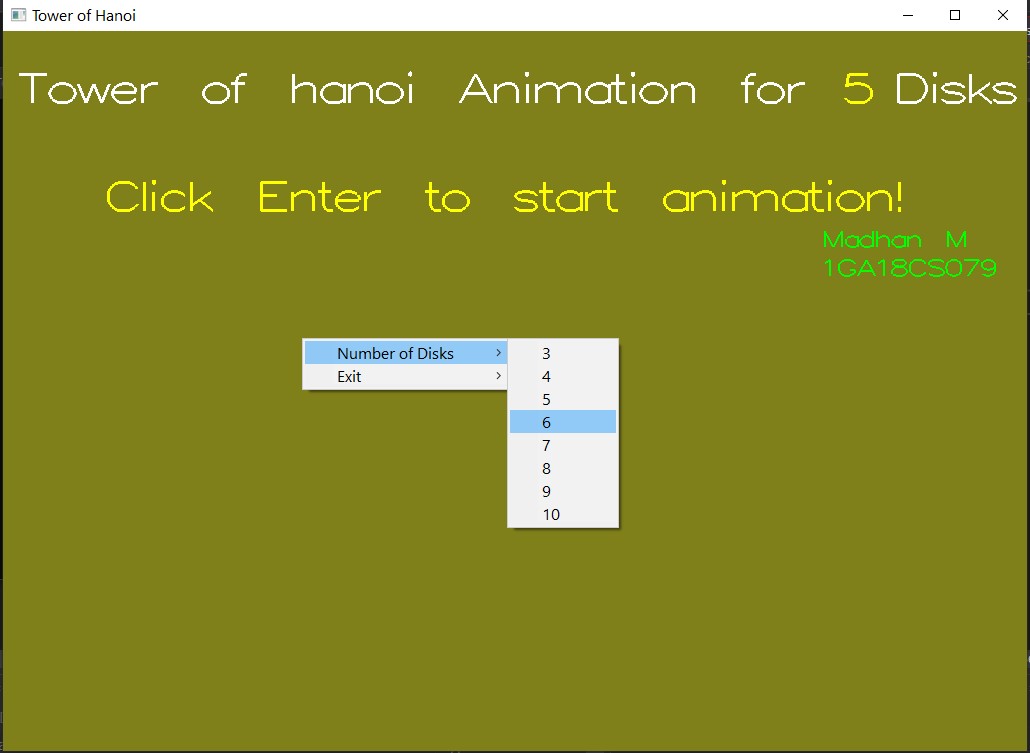 Tower of Hanoi
Tower of hanoi Animation for 5 Disks
Click Enter to start animation!
Madhan M
1GA18CS079
Number of Disks
Exit
3
4
5
6
7
8
9
10